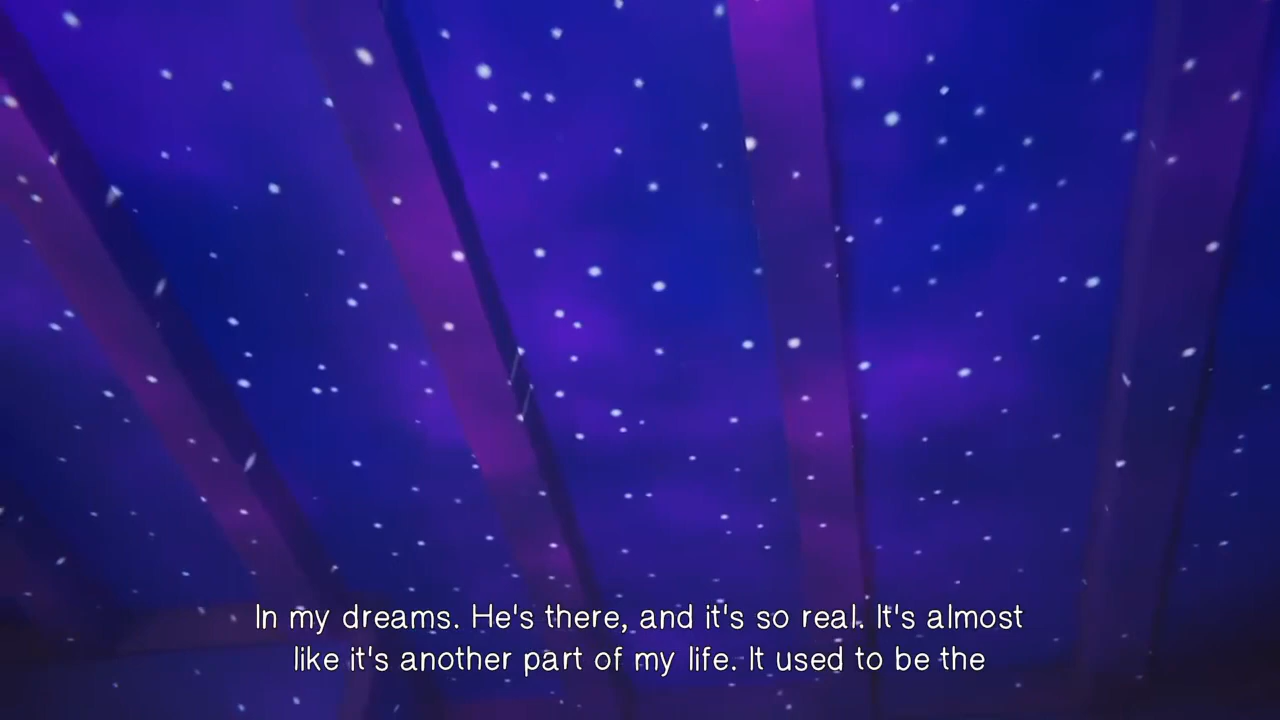 In my dreams. He's there, and it's so real. It's almost
like it's another part of my life. It used to be the